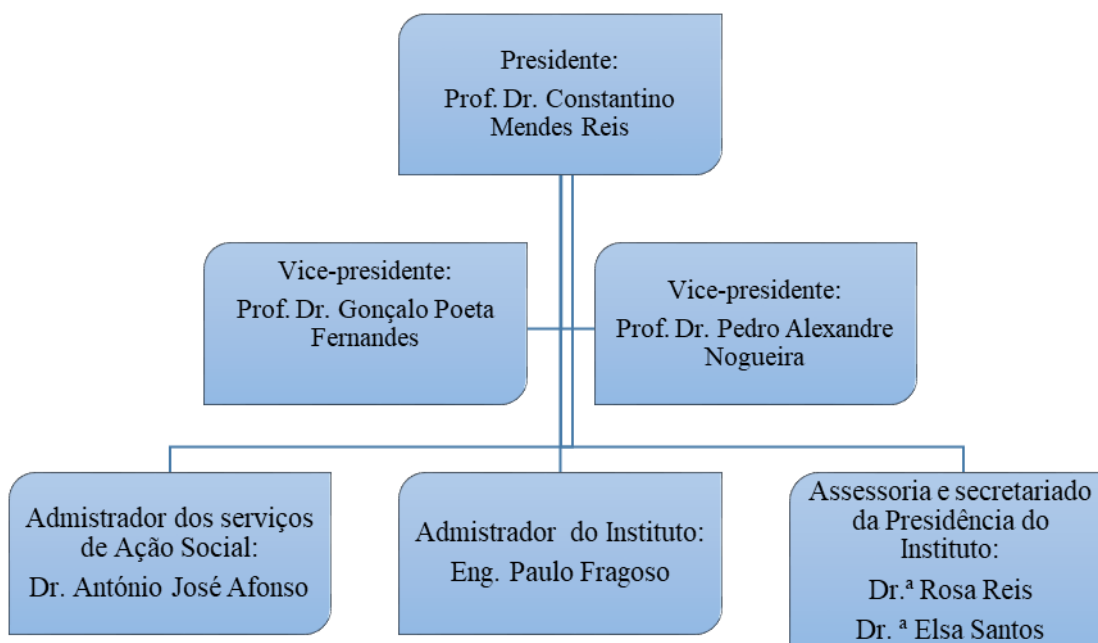 Presidente:
Prof. Dr. Constantino
Mendes Reis
Vice-presidente:
Prof. Dr. Gonçalo Poeta
Fernandes
Vice-presidente:
Prof. Dr. Pedro Alexandre
Nogueira
Admistrador dos serviços
de Ação Social:
Dr. António José Afonso
Admistrador do Instituto:
Eng. Paulo Fragoso
Assessoria e secretariado
da Presidência do
Instituto:
Dr.ª Rosa Reis
Dr. ª Elsa Santos